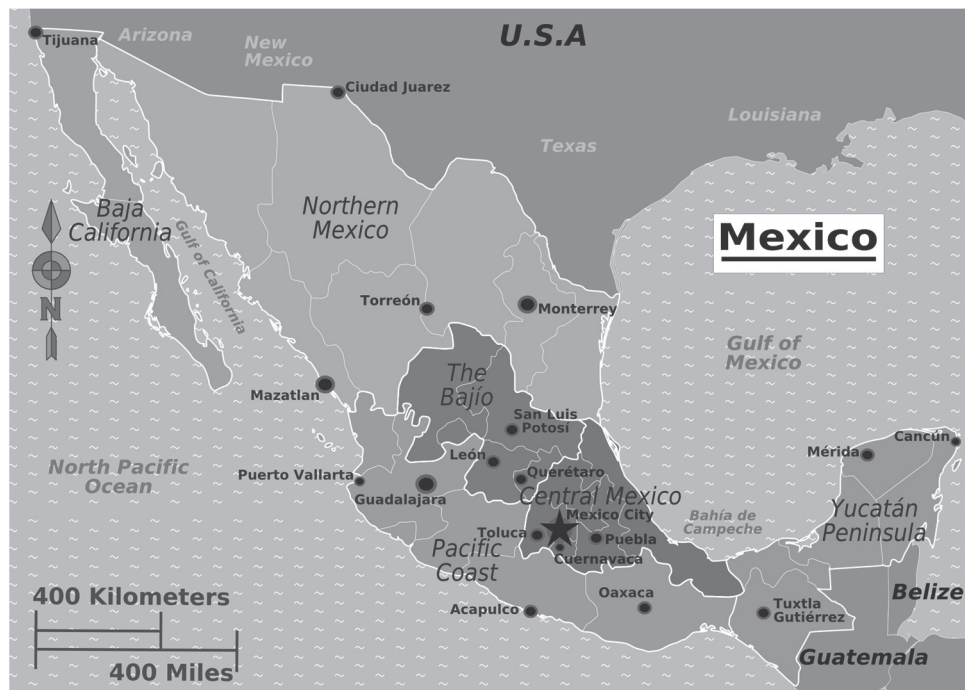 U.S.A
Arizona
New
Mexico
Tijuana
Ciudad Juarez
Louisiana
Texas
Baja
California
Northern
Mexico
Gulf of California
Mexico
N
Torreón
Monterrey
Gulf of
Mexico
The
Bajío
Mazatlan
San Luis
Potosí
Cancún
Mérida
León
North Pacific
Ocean
Puerto Vallarta
Querétaro
Guadalajara
Central Mexico
Mexico City
Yucatán
Peninsula
Bahía de
Campeche
Toluca
Puebla
Pacific
Coast
Cuernavaca
Belize
400 Kilometers
Oaxaca
Acapulco
Tuxtla
Gutiérrez
Guatemala
400 Miles